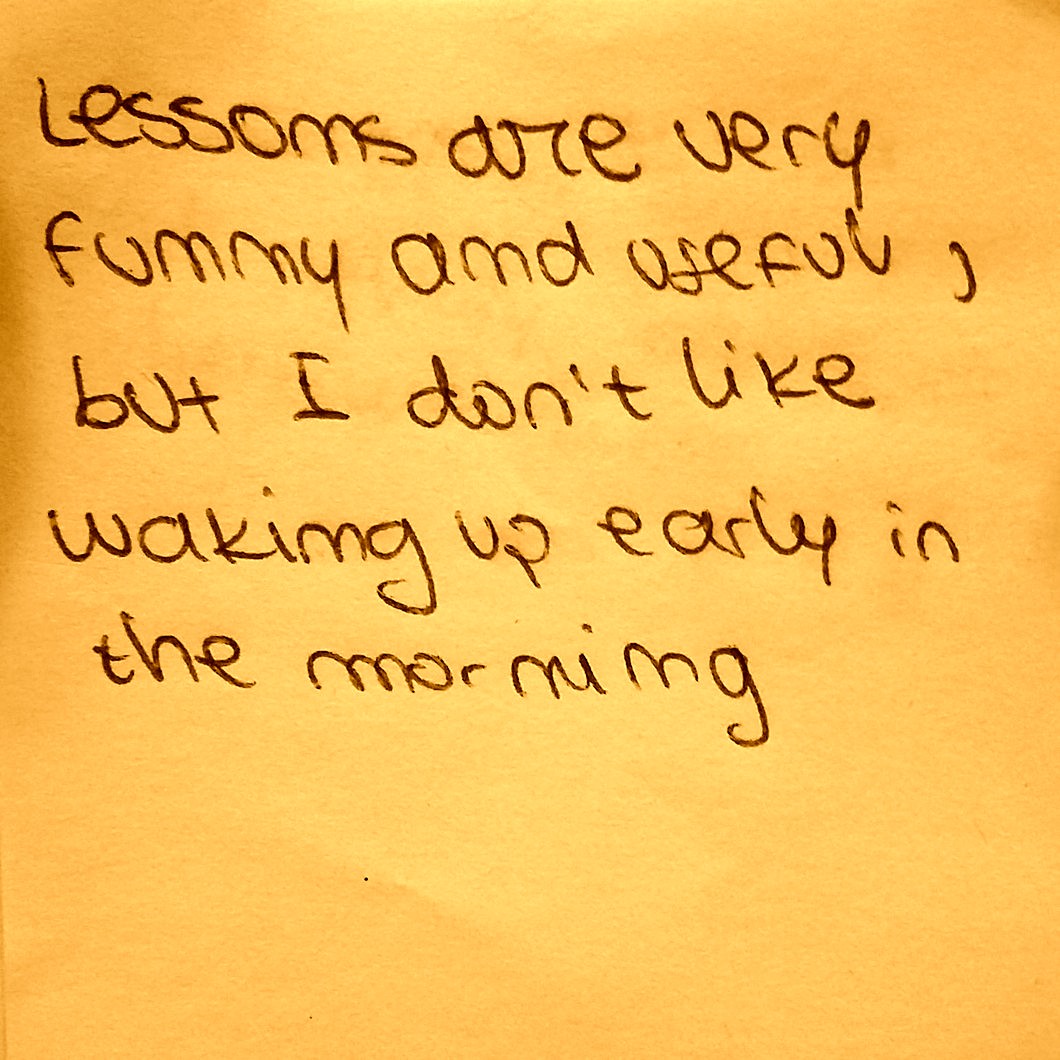 Lessons are very
funny and useful,
but I don't like
waking up early in
the morning